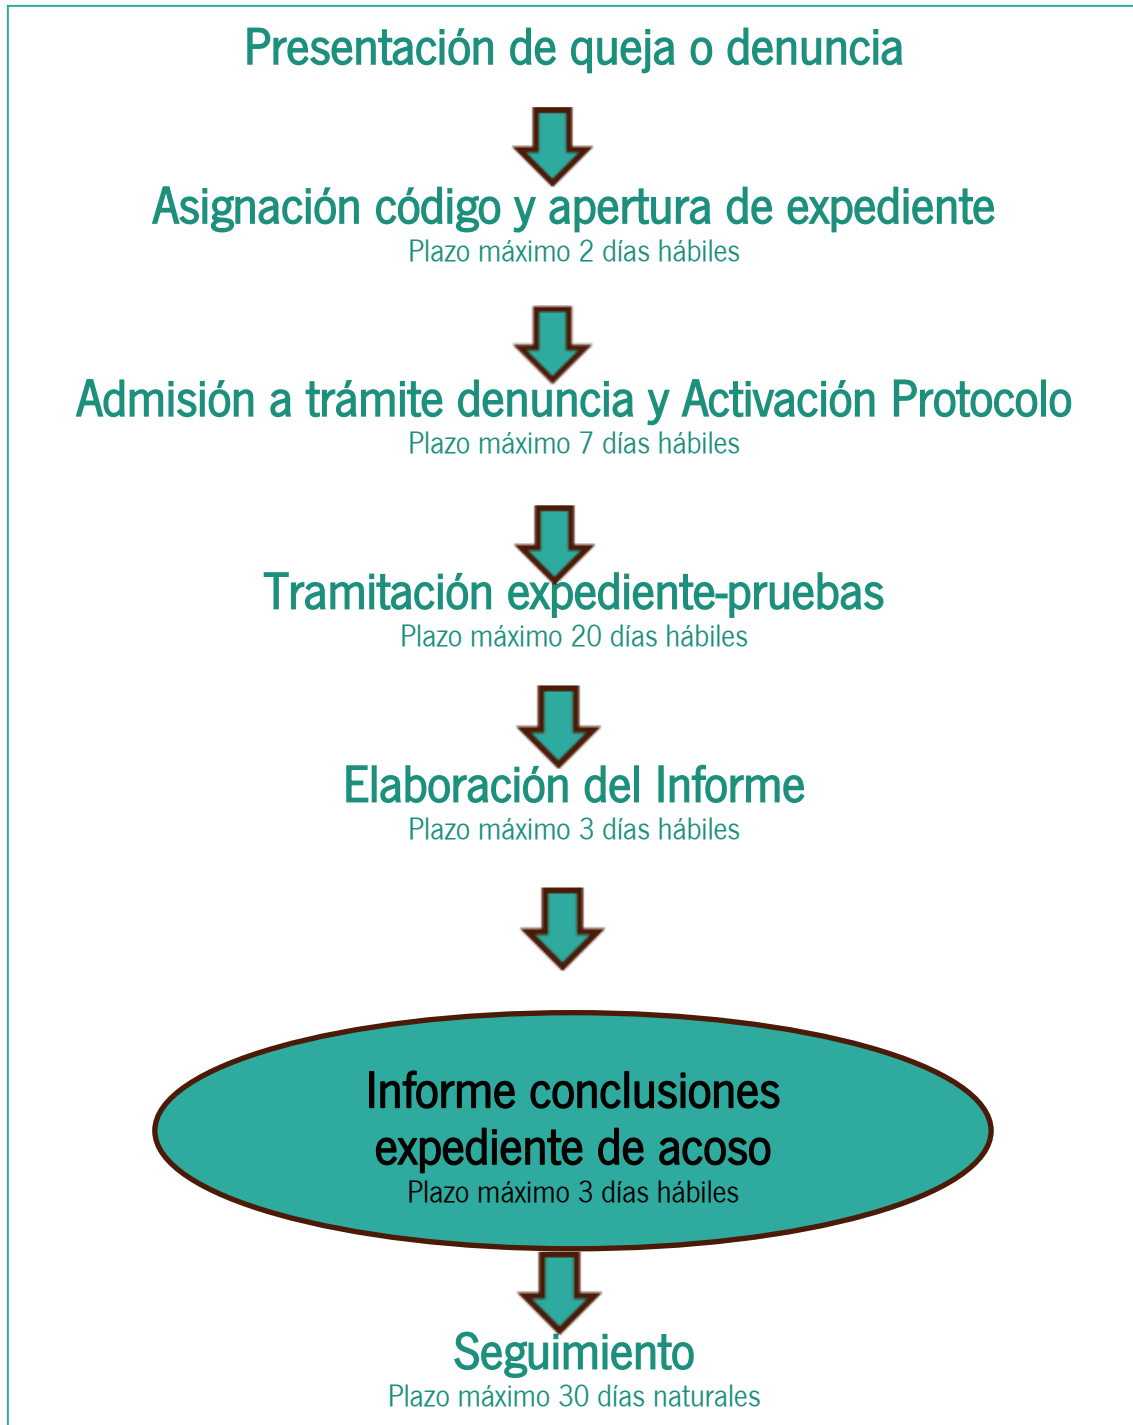 Presentación de queja o denuncia
Asignación código y apertura de expediente
Plazo máximo 2 días hábiles
Admisión a trámite denuncia y Activación Protocolo
Plazo máximo 7 días hábiles
Tramitación expediente-pruebas
Plazo máximo 20 días hábiles
Elaboración del Informe
Plazo máximo 3 días hábiles
Informe conclusiones
expediente de acoso
Plazo máximo 3 días hábiles
Seguimiento
Plazo máximo 30 días naturales